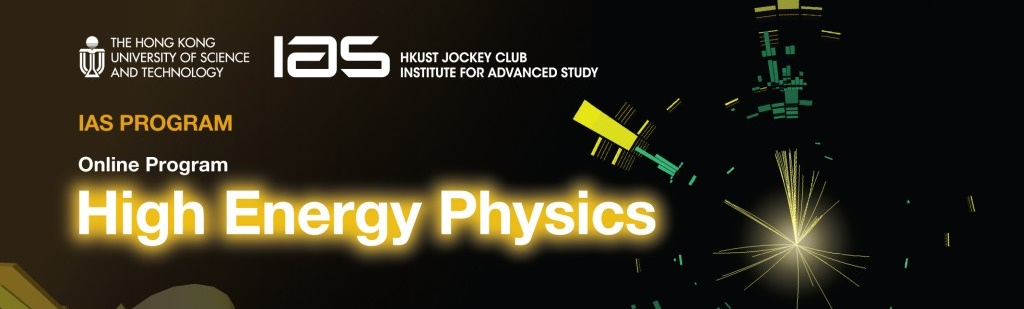 THE HONG KONG
UNIVERSITY OF SCIENCE
AND TECHNOLOGY
IAS
HKUST JOCKEY CLUB
INSTITUTE FOR ADVANCED STUDY
IAS PROGRAM
Online Program
High Energy Physics